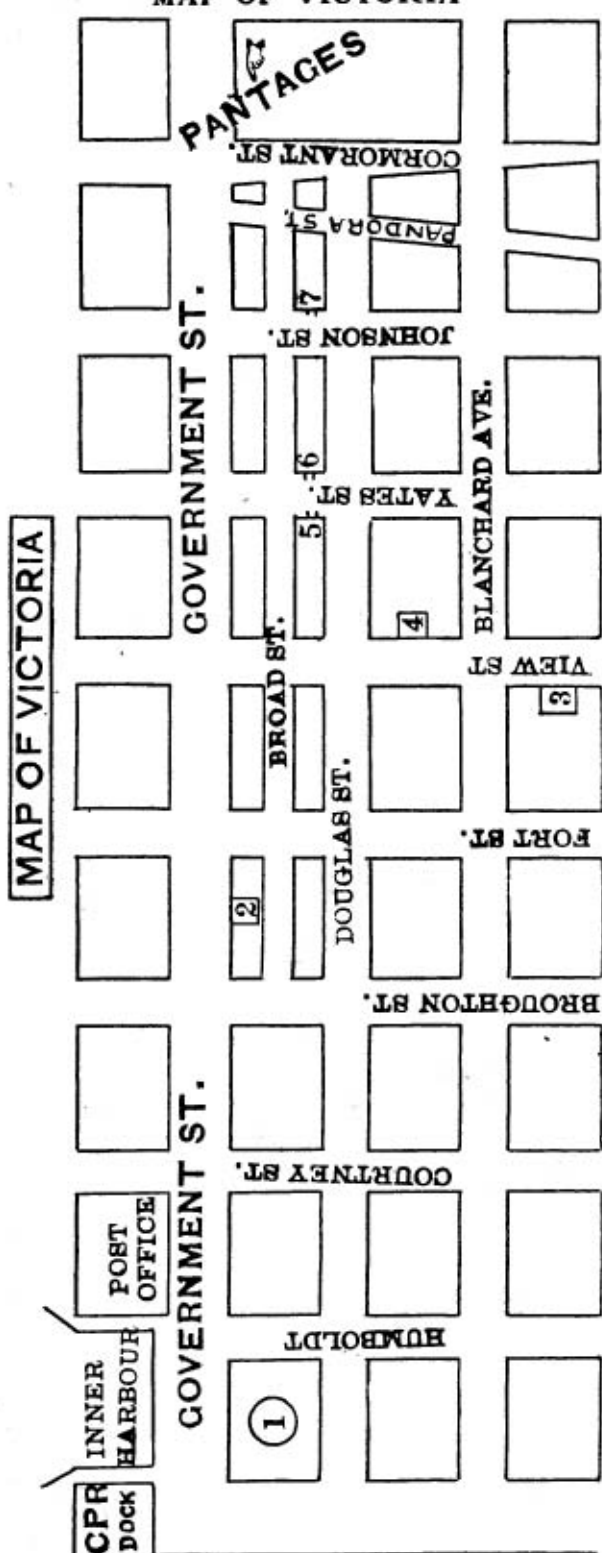 MAP OF VICTORIA
PANTAGES
CORMORANT ST.
PANDORA ST.
7
JOHNSON ST.
GOVERNMENT ST.
6
YATES ST.
5
BLANCHARD AVE.
MAP OF VICTORIA
4
BROAD ST.
VIEW ST
3
DOUGLAS ST.
FORT ST.
2
BROUGHTON ST.
GOVERNMENT ST.
COURTNEY ST.
POST
OFFICE
HUMBOLDT
INNER
HARBOUR
1
CPR
DOCK